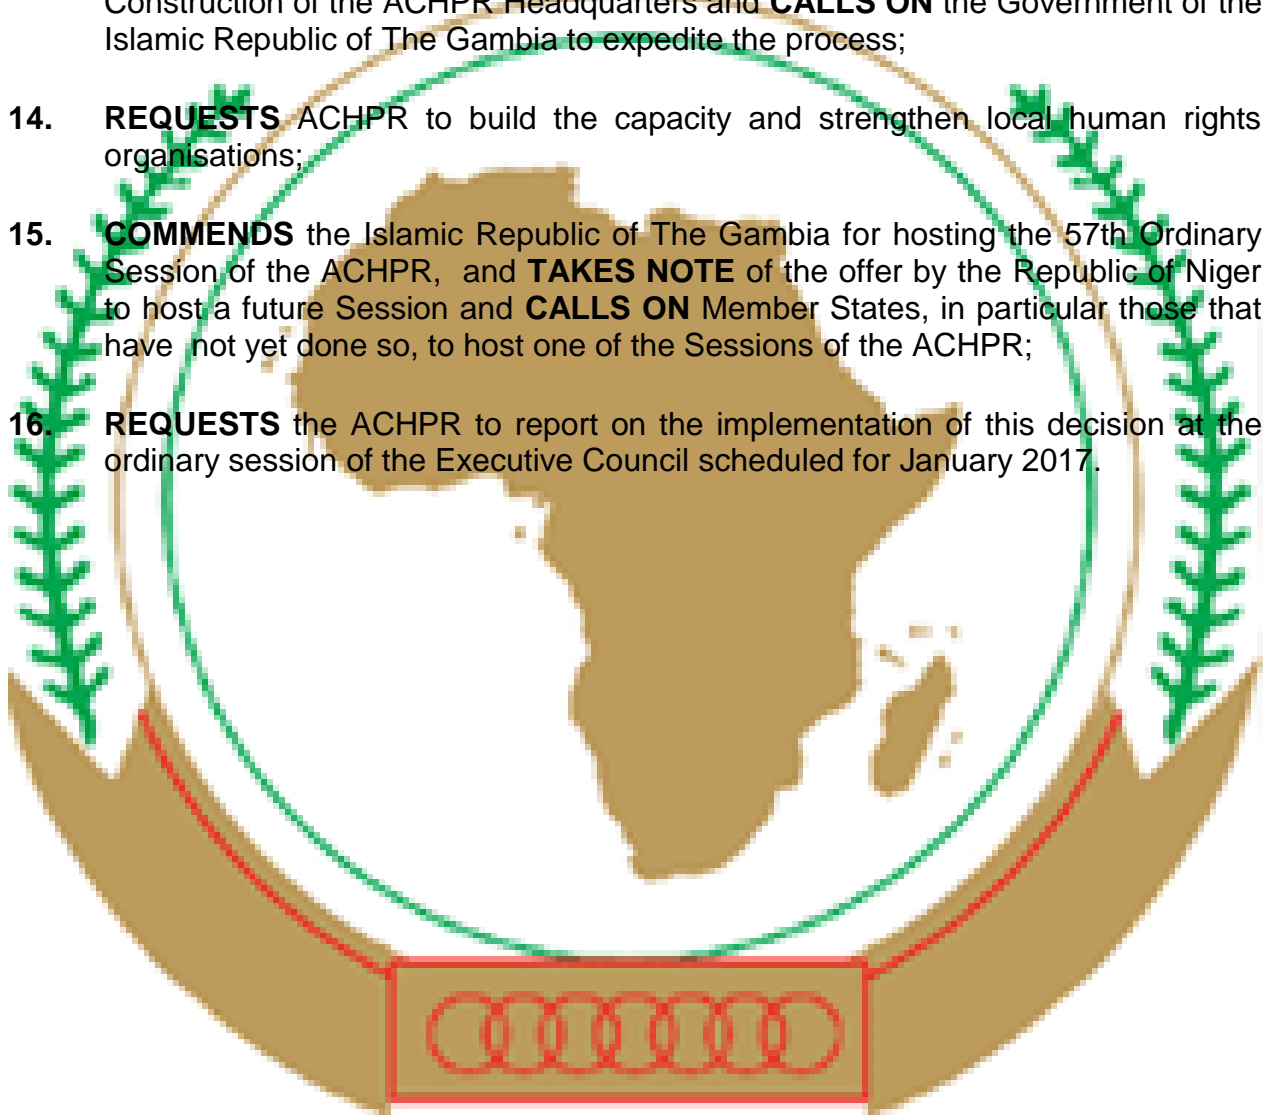 Construction of the ACHPR Headquarters and CALLS ON the Government of the
Islamic Republic of The Gambia to expedite the process;
14. REQUESTS ACHPR to build the capacity and strengthen local human rights
organisations;
15. COMMENDS the Islamic Republic of The Gambia for hosting the 57th Ordinary
Session of the ACHPR, and TAKES NOTE of the offer by the Republic of Niger
to host a future Session and CALLS ON Member States, in particular those that
have not yet done so, to host one of the Sessions of the ACHPR;
16. REQUESTS the ACHPR to report on the implementation of this decision at the
ordinary session of the Executive Council scheduled for January 2017.